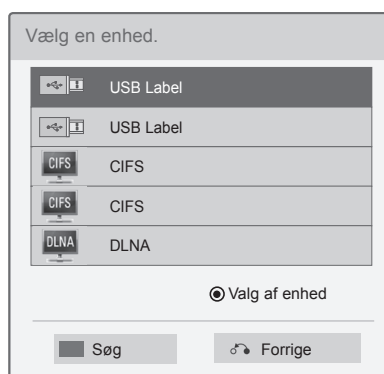 Vælg en enhed.
USB Label
USB Label
CIFS CIFS
CIFS CIFS
DLNA DLNA
Valg af enhed
Søg Forrige